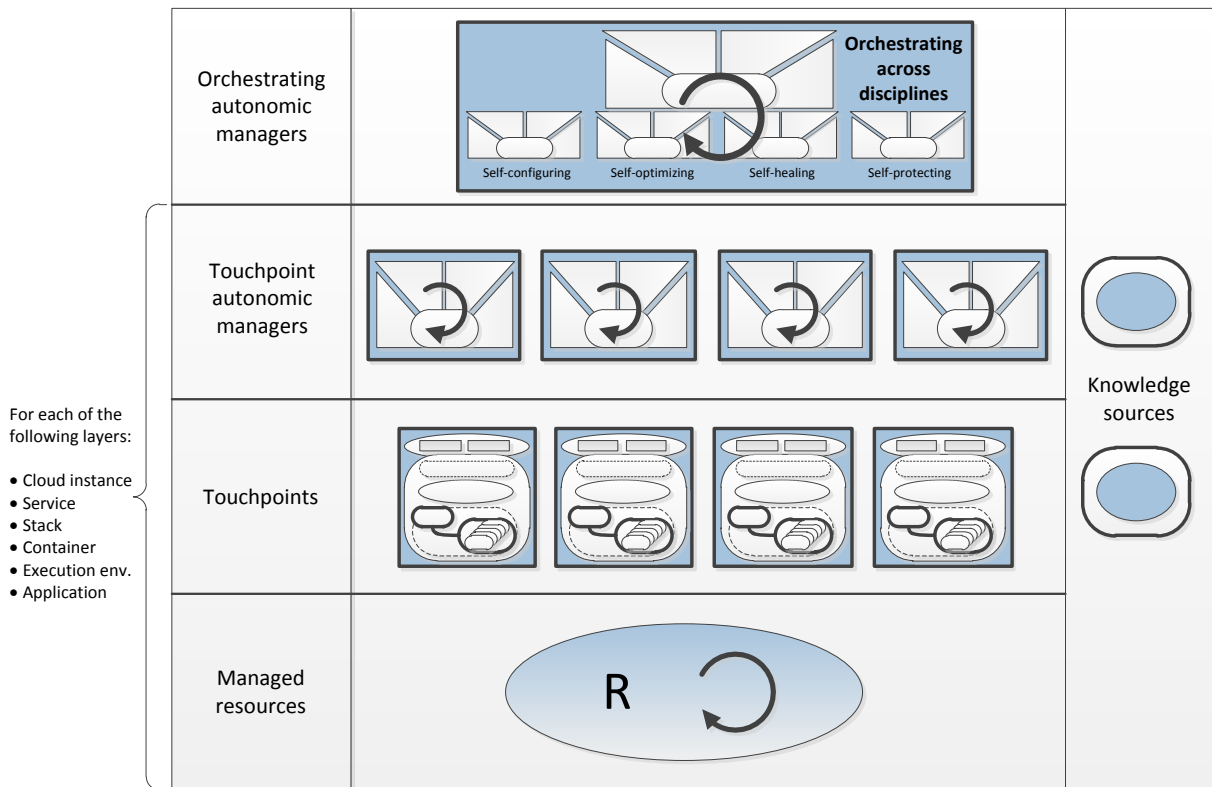 Orchestrating
autonomic
managers
Orchestrating
across
disciplines
Self-configuring
Self-optimizing
Self-healing
Self-protecting
Touchpoint
autonomic
managers
Knowledge
sources
For each of the
following layers:
• Cloud instance
• Service
• Stack
• Container
• Execution env.
• Application
Touchpoints
Managed
resources
R